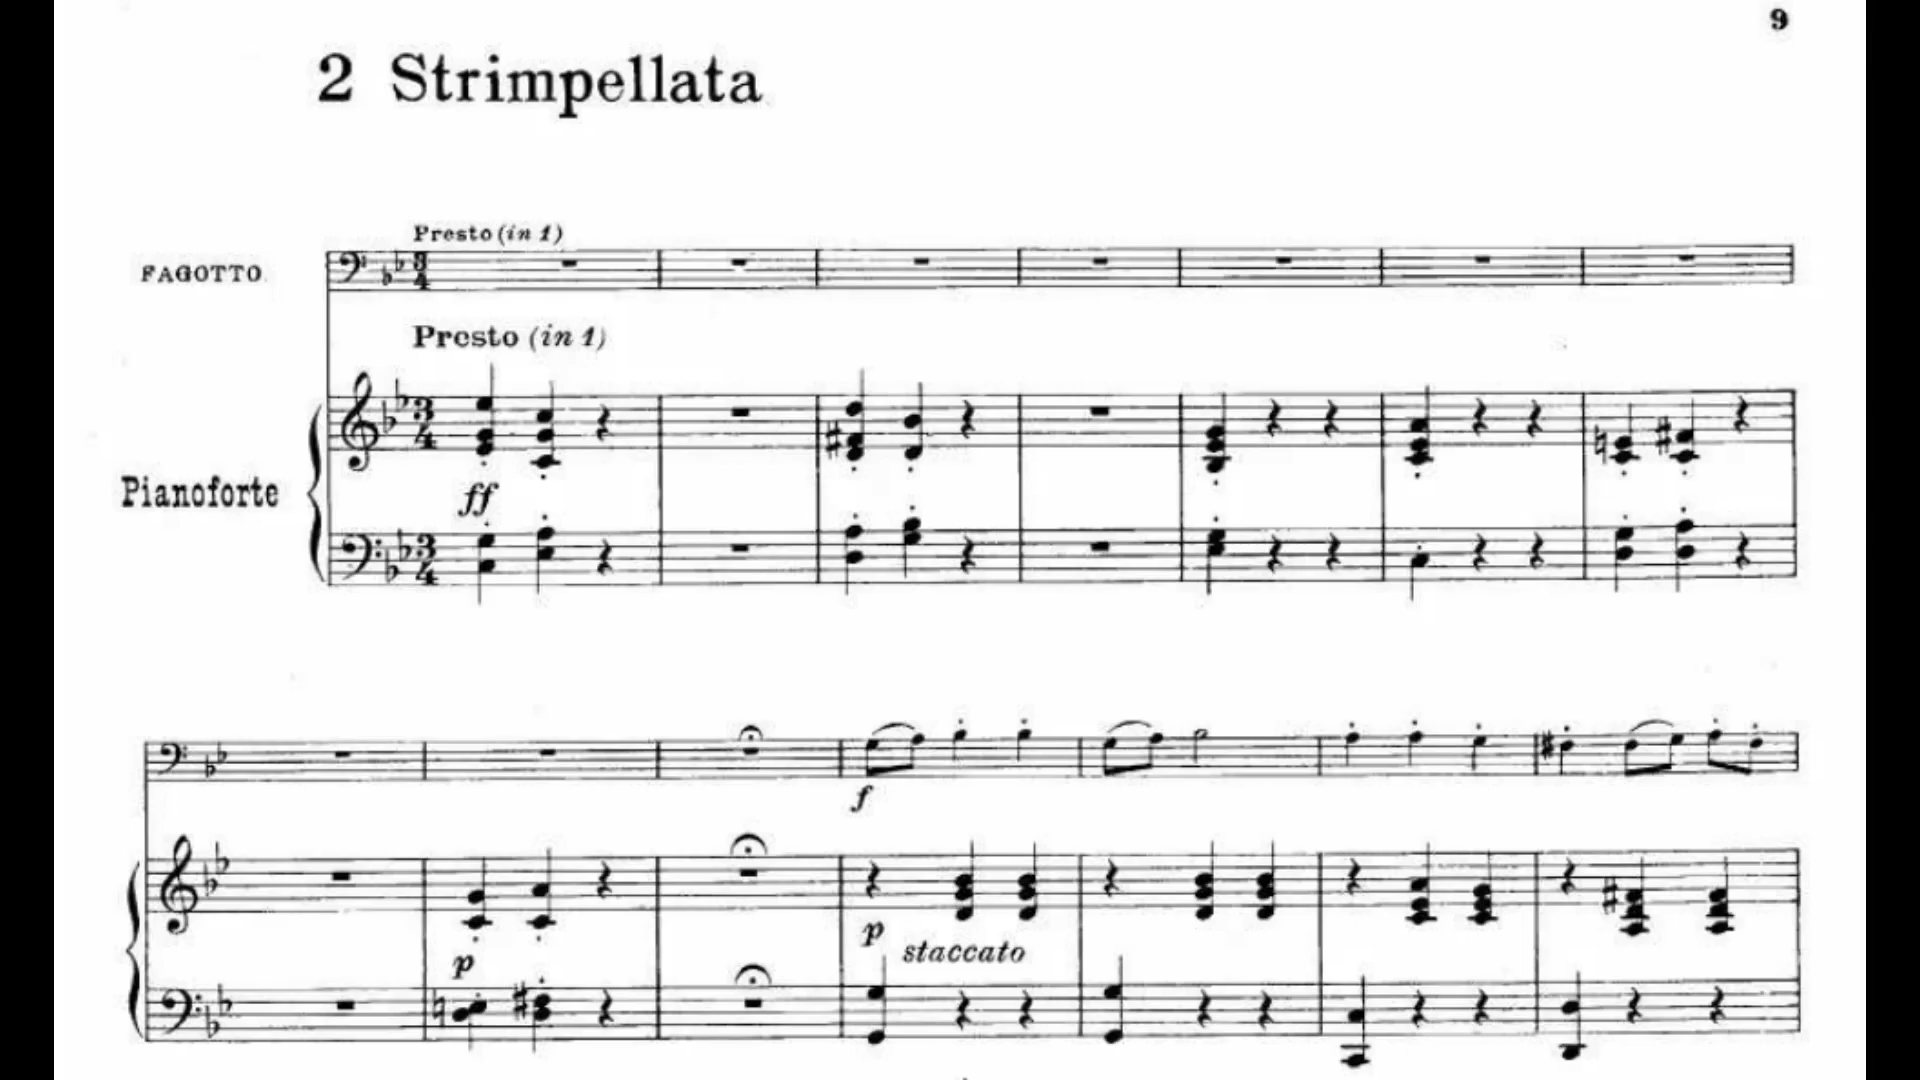 9
2 Strimpellata
Presto (in 1)
FAGOTTO
Presto (in 1)
Pianoforte
ff
f
p
staccato
p